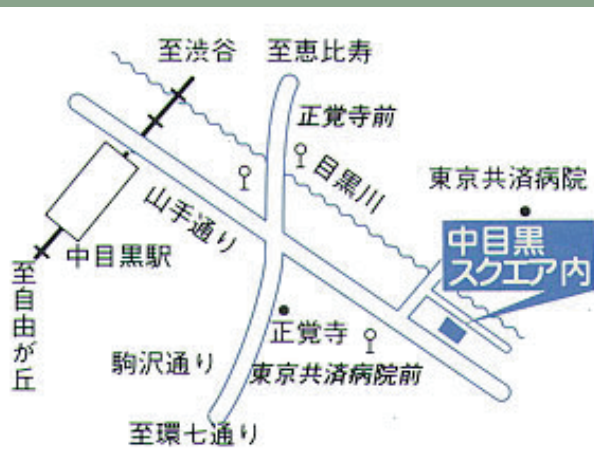 至渋谷
至恵比寿
正覚寺前
目黒川
東京共済病院
山手通り
中目黒
スクエア内
中目黒駅
至自由が丘
正覚寺
駒沢通り
東京共済病院前
至環七通り